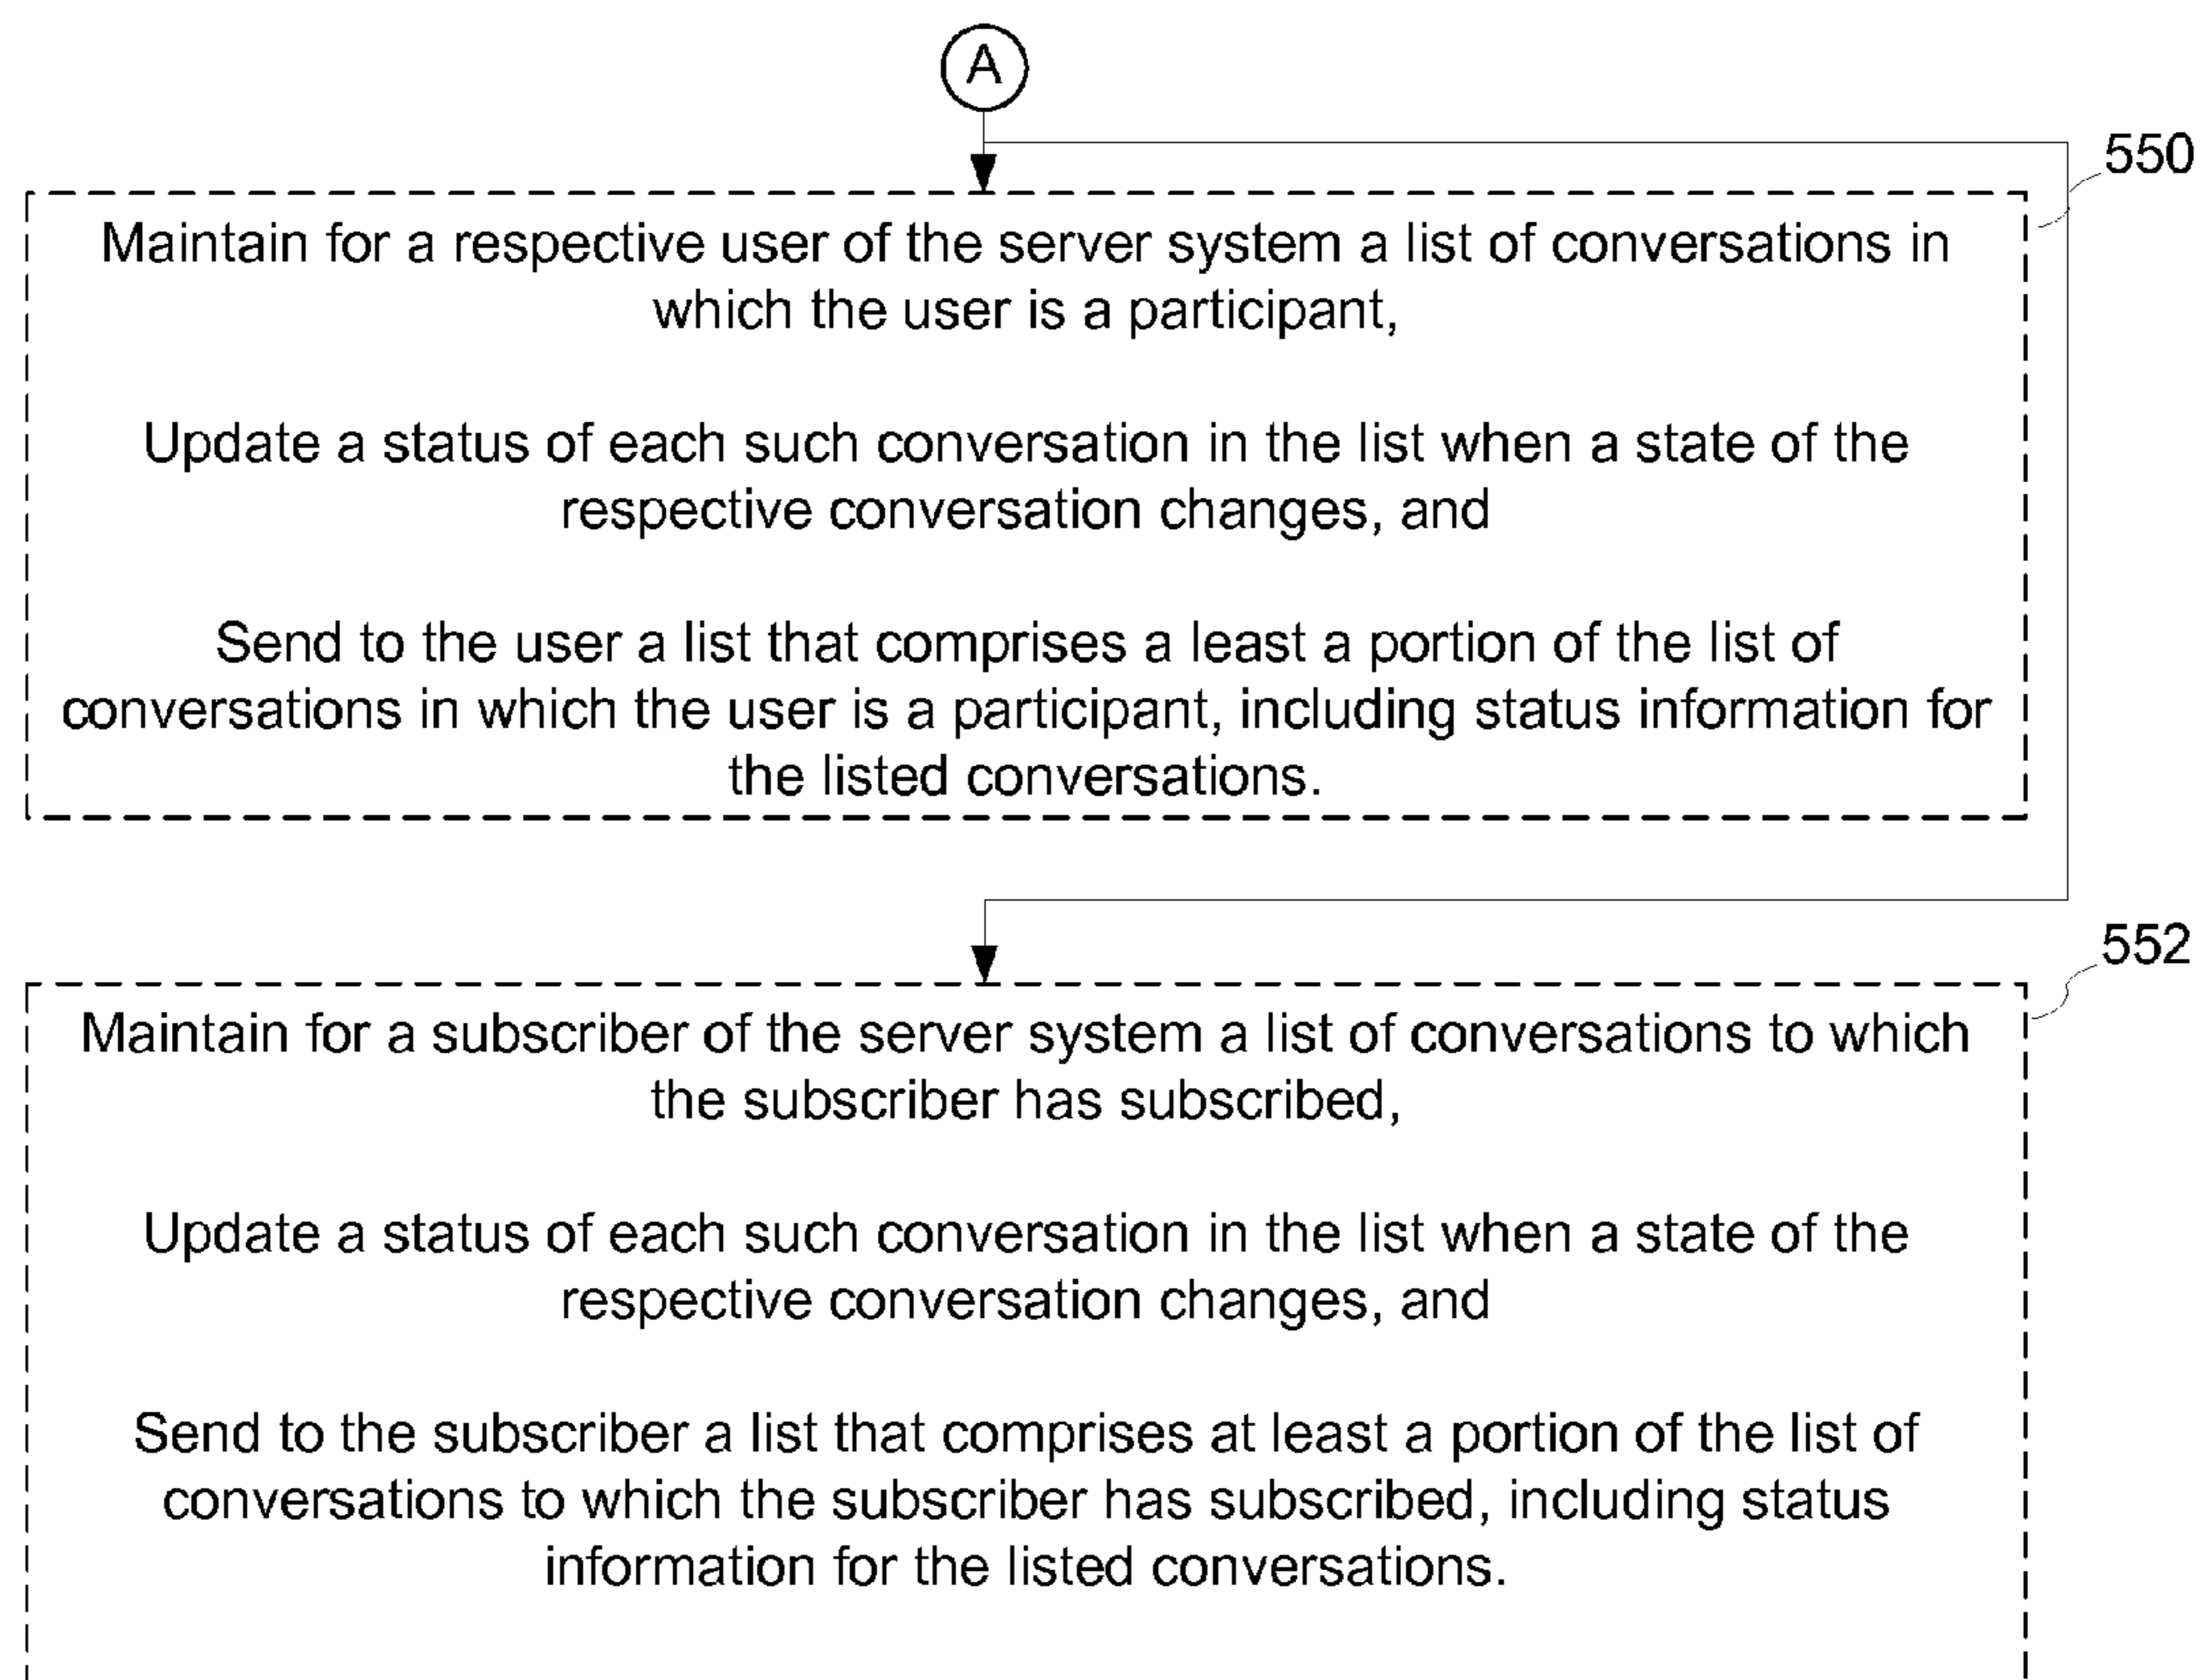 A
550
Maintain for a respective user of the server system a list of conversations in
which the user is a participant,
Update a status of each such conversation in the list when a state of the
respective conversation changes, and
Send to the user a list that comprises a least a portion of the list of
conversations in which the user is a participant, including status information for
the listed conversations.
552
Maintain for a subscriber of the server system a list of conversations to which
the subscriber has subscribed,
Update a status of each such conversation in the list when a state of the
respective conversation changes, and
Send to the subscriber a list that comprises at least a portion of the list of
conversations to which the subscriber has subscribed, including status
information for the listed conversations.